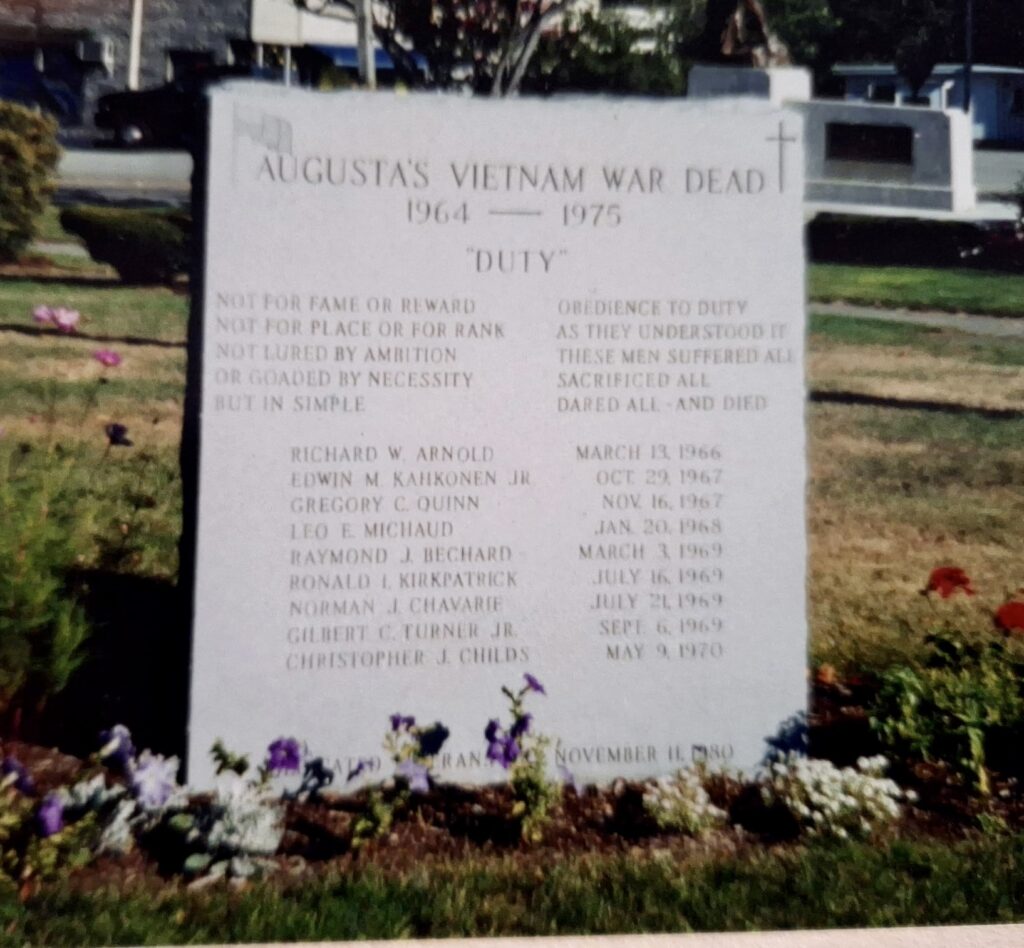 AUGUSTA'S VIETNAM WAR DEAD
1964 — 1975
"DUTY"
NOT FOR FAME OR REWARD
NOT FOR PLACE OR FOR RANK
NOT LURED BY AMBITION
OR GOADED BY NECESSITY
BUT IN SIMPLE
OBEDIENCE TO DUTY
AS THEY UNDERSTOOD IT
THESE MEN SUFFERED ALL
SACRIFICED ALL
DARED ALL - AND DIED
RICHARD W. ARNOLD MARCH 13, 1966
EDWIN M. KAHKONEN JR. OCT. 29, 1967
GREGORY C. QUINN NOV. 16, 1967
LEO E. MICHAUD JAN. 20, 1968
RAYMOND J. BECHARD MARCH 3, 1969
RONALD I. KIRKPATRICK JULY 16, 1969
NORMAN J. CHAVARIE JULY 21, 1969
GILBERT C. TURNER JR. SEPT. 6, 1969
CHRISTOPHER J. CHILDS MAY 9, 1970
NOVEMBER 11, 1980